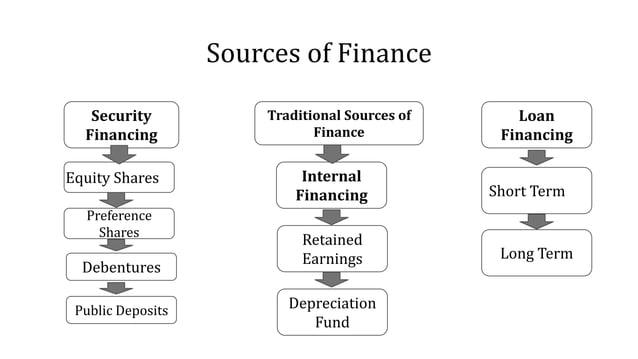 Sources of Finance
Security
Financing
Equity Shares
Preference
Shares
Debentures
Public Deposits
Traditional Sources of
Finance
Internal
Financing
Retained
Earnings
Depreciation
Fund
Loan
Financing
Short Term
Long Term